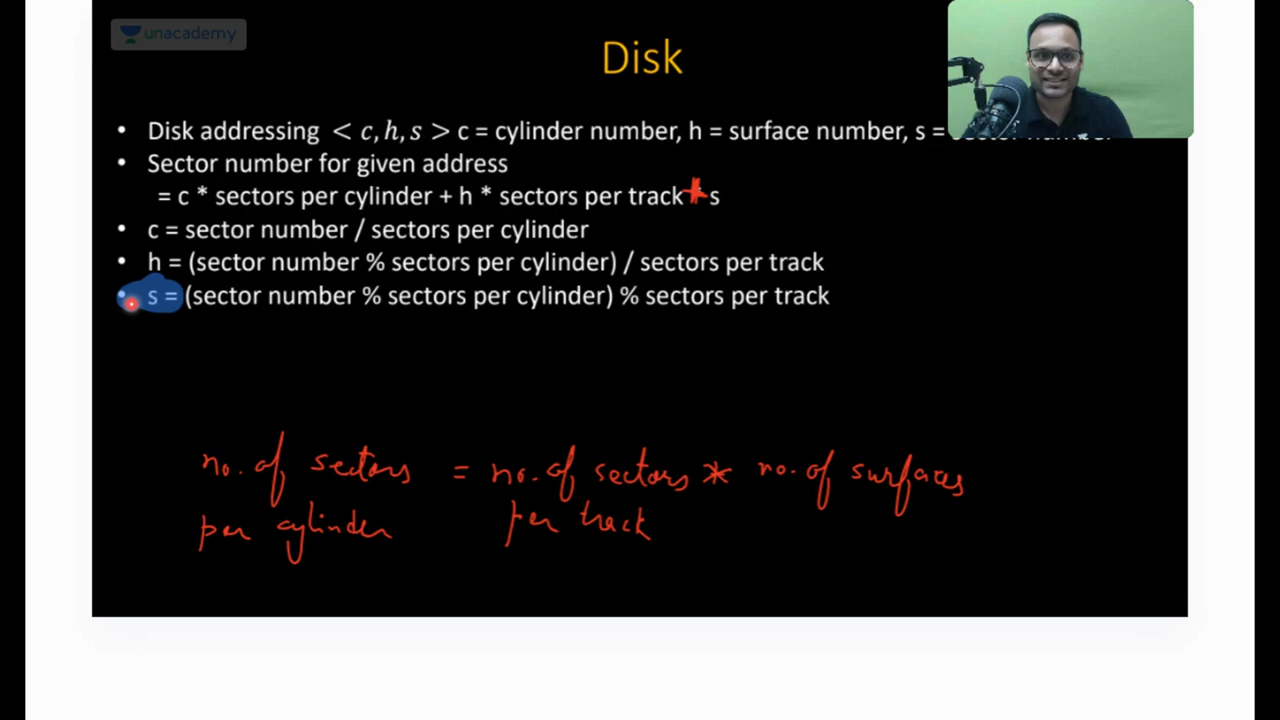 unacademy
Disk
• Disk addressing < c, h, s > c = cylinder number, h = surface number, s =
• Sector number for given address
= c * sectors per cylinder + h * sectors per track + s
• c = sector number / sectors per cylinder
• h = (sector number % sectors per cylinder) / sectors per track
• s = (sector number % sectors per cylinder) % sectors per track
no. of sectors = no. of sectors * no. of surfaces
per cylinder per track